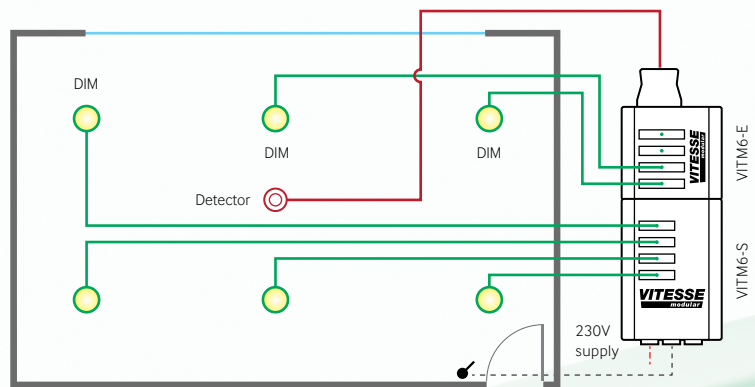 DIM
DIM
DIM
Detector
VITESSE
modular
VITM6-E
VITESSE
modular
VITM6-S
230V
supply